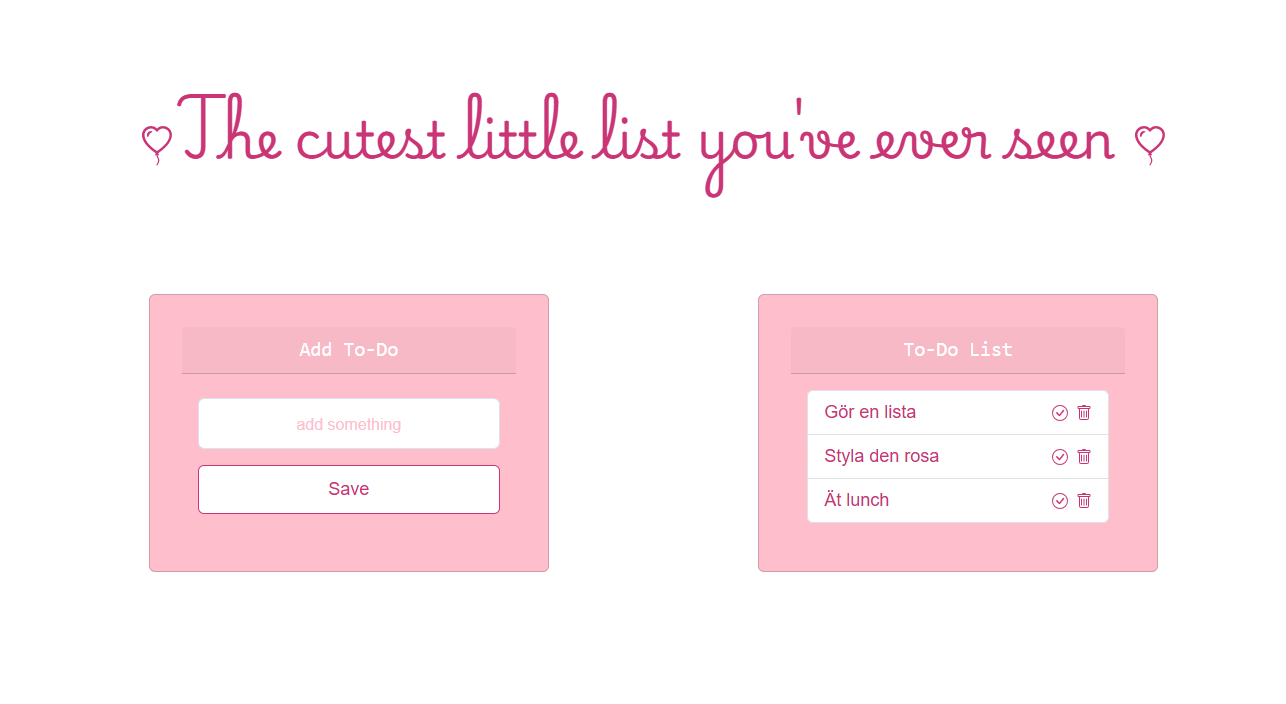 The cutest little list you've ever seen
Add To-Do
add something
Save
To-Do List
Gör en lista
Styla den rosa
Ät lunch